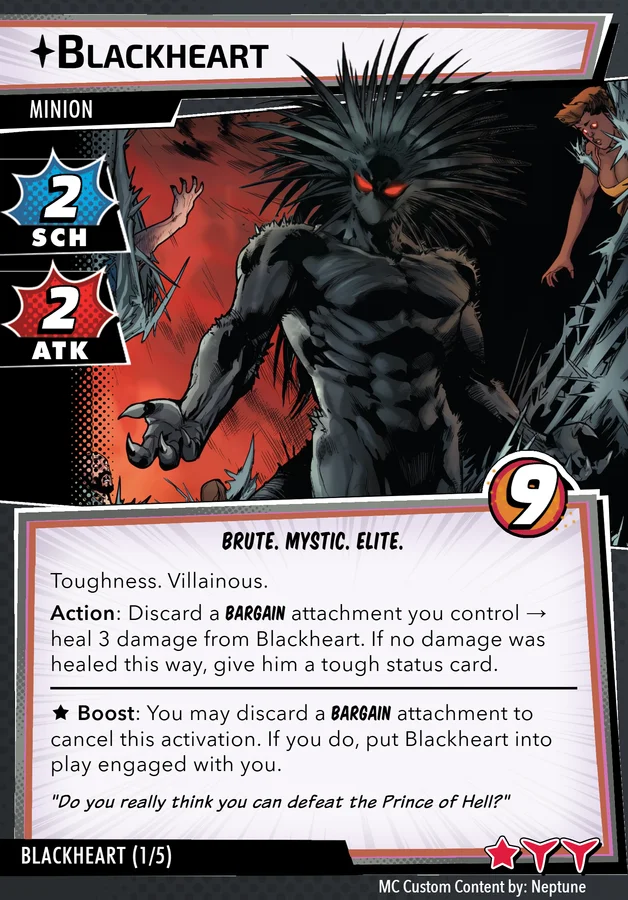 BLACKHEART
MINION
2
SCH
2
ATK
9
BRUTE. MYSTIC. ELITE.
Toughness. Villainous.
Action: Discard a BARGAIN attachment you control →
heal 3 damage from Blackheart. If no damage was
healed this way, give him a tough status card.
★ Boost: You may discard a BARGAIN attachment to
cancel this activation. If you do, put Blackheart into
play engaged with you.
"Do you really think you can defeat the Prince of Hell?"
BLACKHEART (1/5)
MC Custom Content by: Neptune